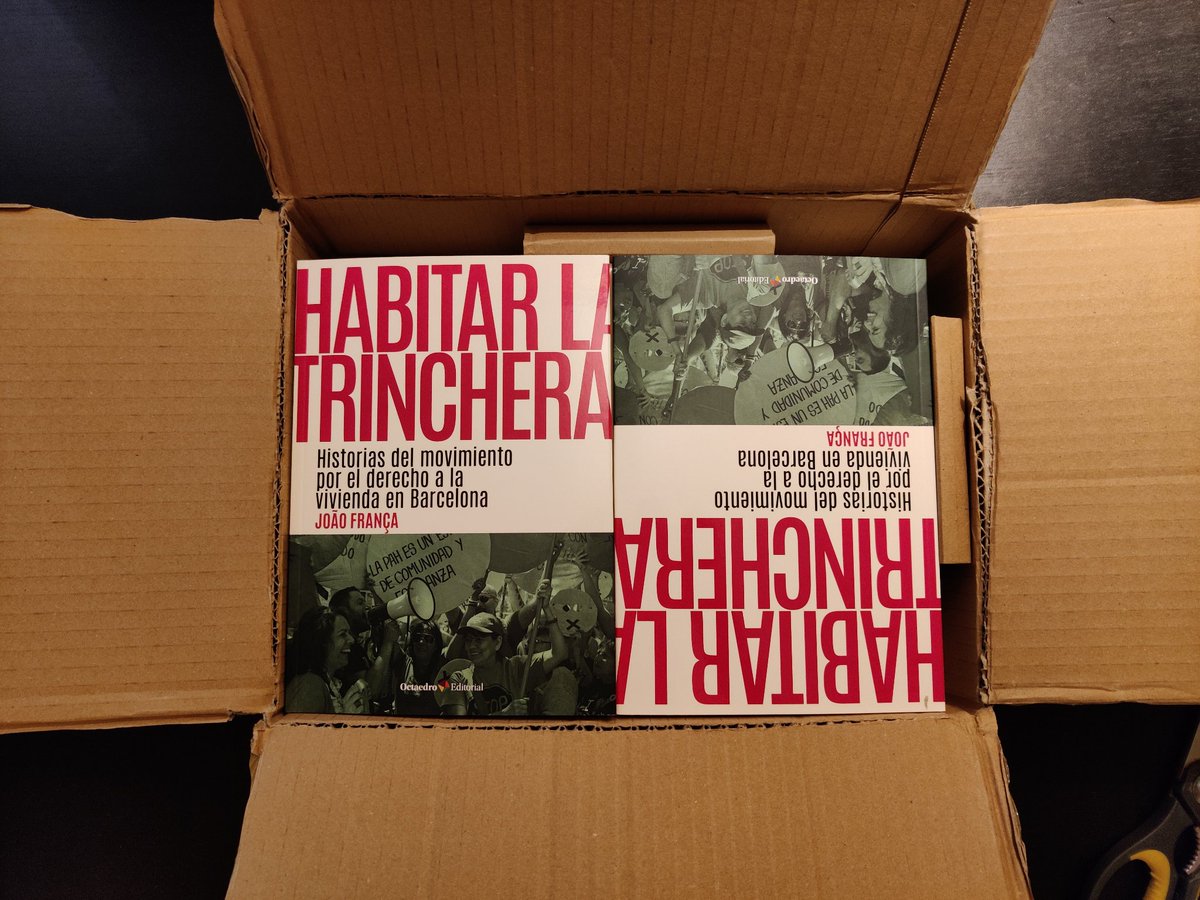 HABITAR LA
TRINCHERA
Historias del movimiento
por el derecho a la
vivienda en Barcelona
JOÃO FRANÇA
LA PAH ES UN
DE COMUNIDAD Y
Octaedro Editorial
HABITAR LA
TRINCHERA
Historias del movimiento
por el derecho a la
vivienda en Barcelona
JOÃO FRANÇA
LA PAH ES UN
DE COMUNIDAD Y
Octaedro Editorial